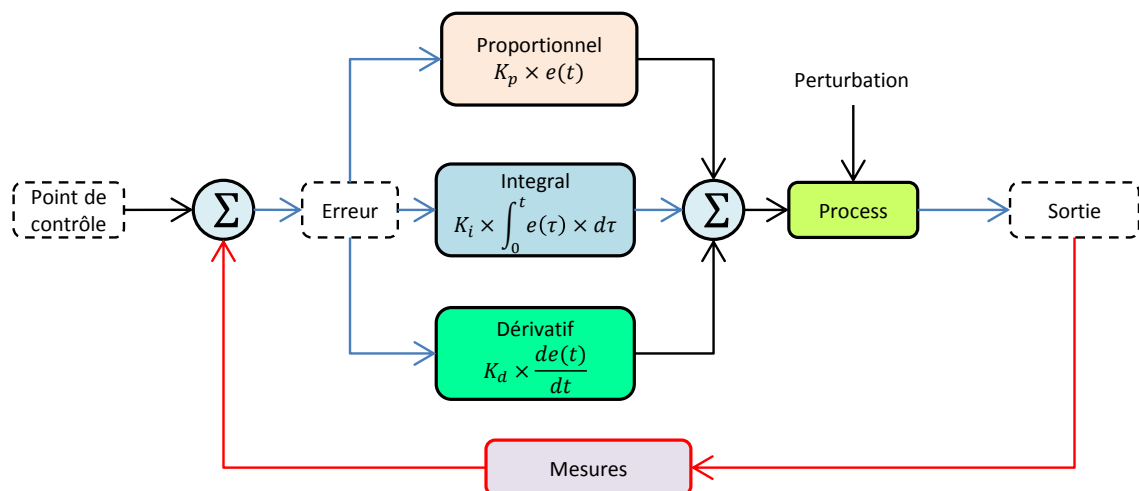 Proportionnel
K_p × e(t)
Perturbation
Point de
contrôle
Σ
Erreur
Integral
K_i × ∫_0^t e(τ) × dτ
Σ
Process
Sortie
Dérivatif
K_d × de(t)/dt
Mesures